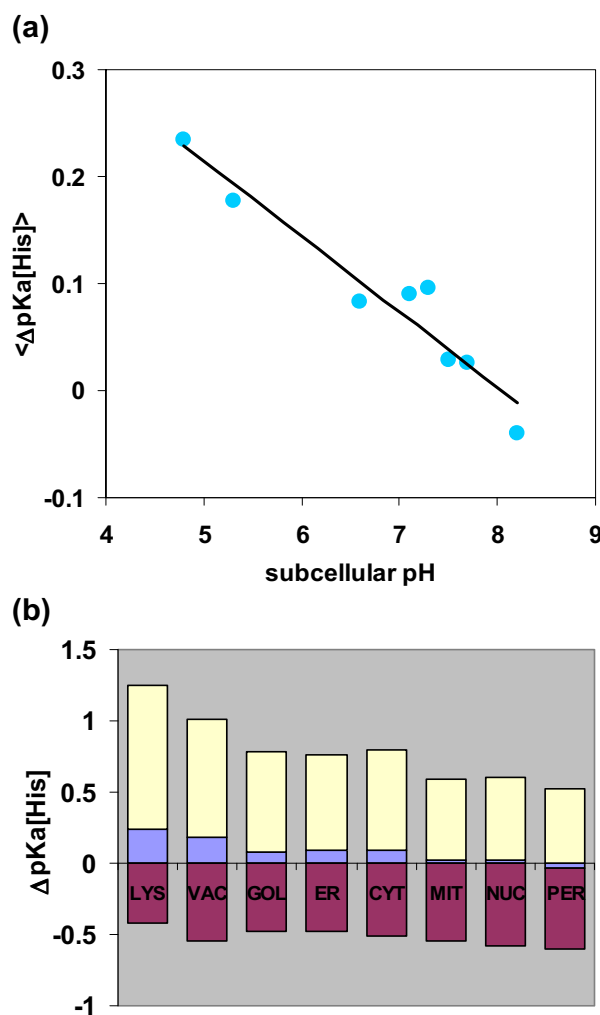 (a)
0.3
0.2
0.1
0
-0.1
<ΔpKa[His]>
4 5 6 7 8 9
subcellular pH
(b)
1.5
1
0.5
0
-0.5
-1
ΔpKa[His]
LYS VAC GOL ER CYT MIT NUC PER